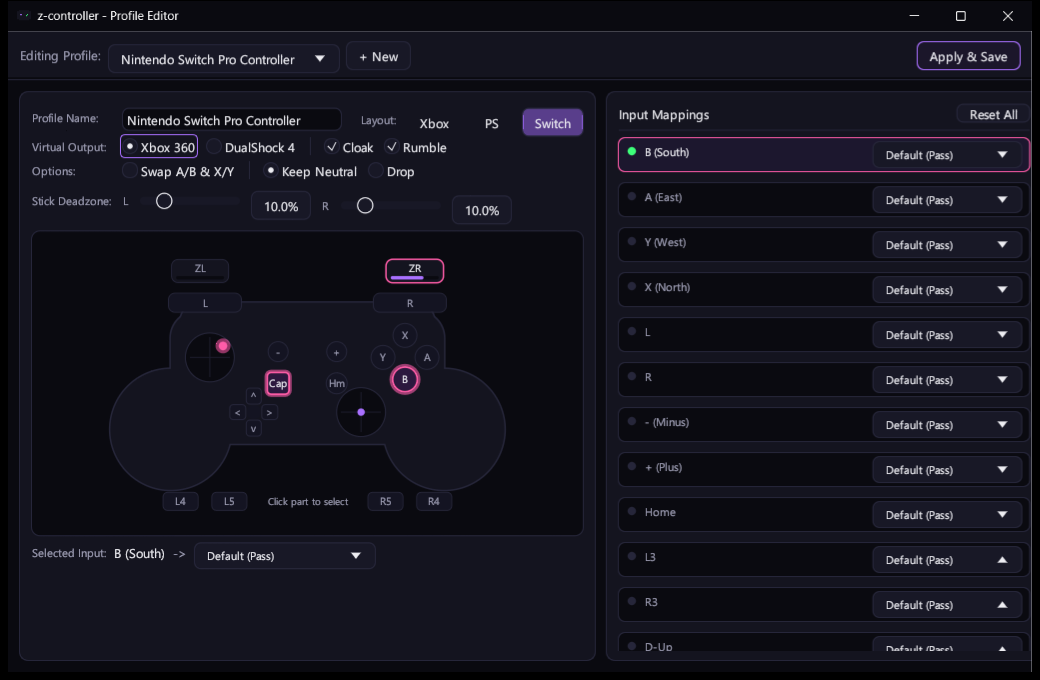 z-controller - Profile Editor
Editing Profile: Nintendo Switch Pro Controller + New Apply & Save
Profile Name: Nintendo Switch Pro Controller Layout: Xbox PS Switch
Virtual Output: Xbox 360 DualShock 4 Cloak Rumble
Options: Swap A/B & X/Y Keep Neutral Drop
Stick Deadzone: L 10.0% R 10.0%
ZL ZR
L R
X
- + Y A
Cap Hm B
^
< >
v
L4 L5 Click part to select R5 R4
Selected Input: B (South) -> Default (Pass)
Input Mappings Reset All
B (South) Default (Pass)
A (East) Default (Pass)
Y (West) Default (Pass)
X (North) Default (Pass)
L Default (Pass)
R Default (Pass)
- (Minus) Default (Pass)
+ (Plus) Default (Pass)
Home Default (Pass)
L3 Default (Pass)
R3 Default (Pass)
D-Up Default (Pass)